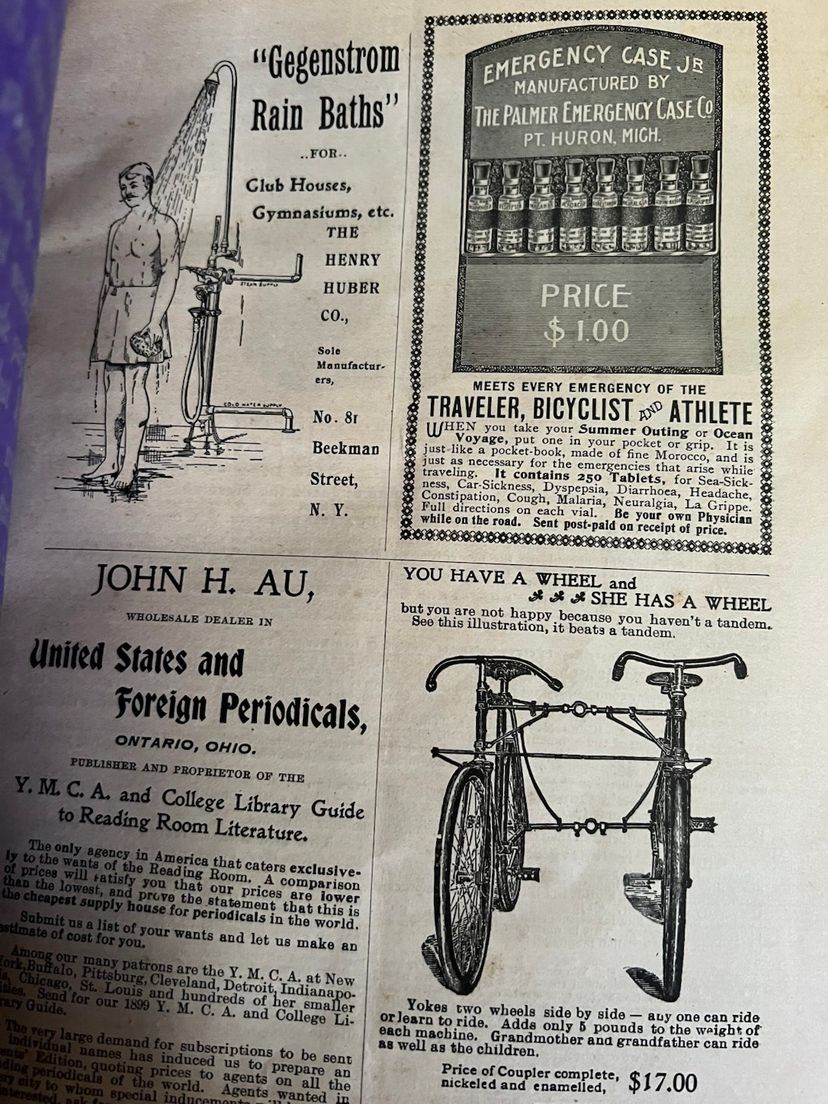 "Gegenstrom
Rain Baths"
..FOR..
Club Houses,
Gymnasiums, etc.
THE
HENRY
HUBER
CO.,
Sole
Manufactur-
ers,
No. 81
Beekman
Street,
N. Y.
STEAM SUPPLY
COLD WATER SUPPLY
EMERGENCY CASE JR
MANUFACTURED BY
THE PALMER EMERGENCY CASE CO
PT. HURON, MICH.
PRICE
$1.00
MEETS EVERY EMERGENCY OF THE
TRAVELER, BICYCLIST AND ATHLETE
WHEN you take your Summer Outing or Ocean
Voyage, put one in your pocket or grip. It is
just like a pocket-book, made of fine Morocco, and is
just as necessary for the emergencies that arise while
traveling. It contains 250 Tablets, for Sea-Sick-
ness, Car-Sickness, Dyspepsia, Diarrhoea, Headache,
Constipation, Cough, Malaria, Neuralgia, La Grippe.
Full directions on each vial. Be your own Physician
while on the road. Sent post-paid on receipt of price.
JOHN H. AU,
WHOLESALE DEALER IN
United States and
Foreign Periodicals,
ONTARIO, OHIO.
PUBLISHER AND PROPRIETOR OF THE
Y. M. C. A. and College Library Guide
to Reading Room Literature.
The only agency in America that caters exclusive-
ly to the wants of the Reading Room. A comparison
of prices will satisfy you that our prices are lower
than the lowest, and prove the statement that this is
the cheapest supply house for periodicals in the world.
Submit us a list of your wants and let us make an
estimate of cost for you.
Among our many patrons are the Y. M. C. A. at New
York, Buffalo, Pittsburg, Cleveland, Detroit, Indianapo-
lis, Chicago, St. Louis and hundreds of her smaller
cities. Send for our 1899 Y. M. C. A. and College Li-
brary Guide.
The very large demand for subscriptions to be sent
individual names has induced us to prepare an
Edition, quoting prices to agents on all the
periodicals of the world. Agents wanted in
city to whom special
YOU HAVE A WHEEL and
SHE HAS A WHEEL
but you are not happy because you haven't a tandem.
See this illustration, it beats a tandem.
Yokes two wheels side by side — any one can ride
or learn to ride. Adds only 5 pounds to the weight of
each machine. Grandmother and grandfather can ride
as well as the children.
Price of Coupler complete,
nickeled and enamelled, $17.00